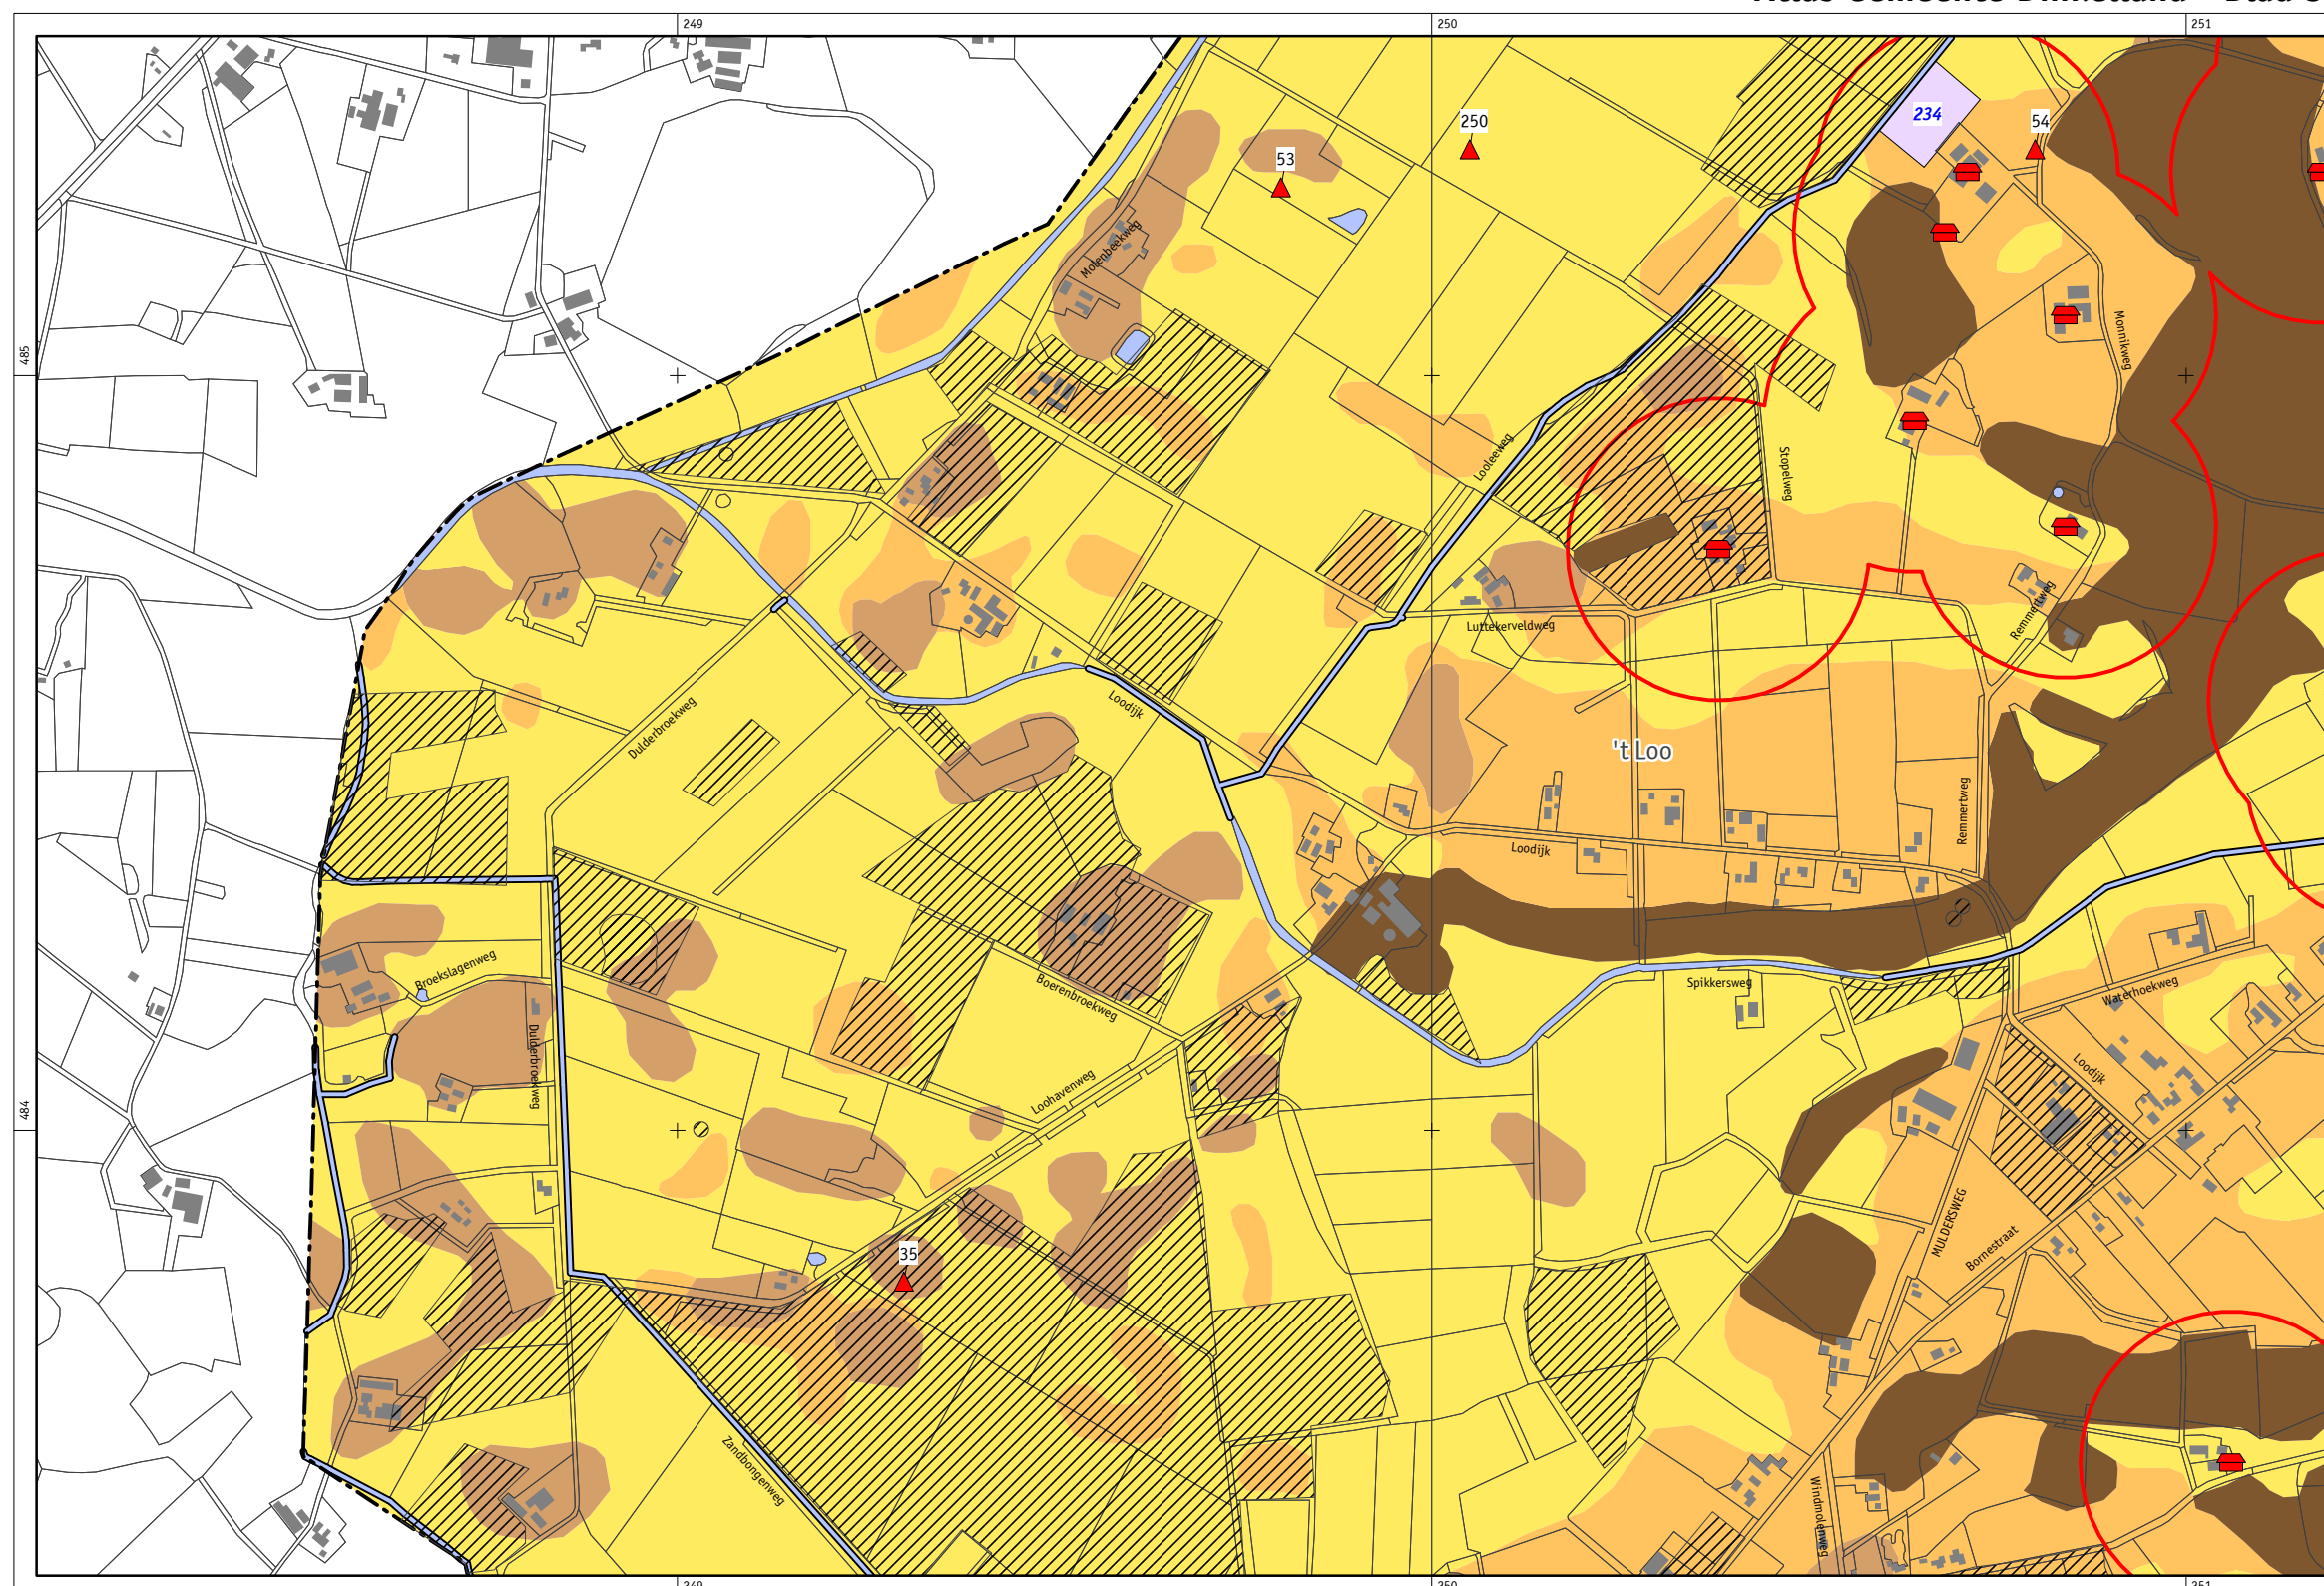 249
250
251
234
250
54
53
Molenbeekweg
485
Monnikweg
Looleeweg
Stopelweg
Remmertweg
Luttekerveldweg
Loodijk
Dulderbroekweg
't Loo
Remmertweg
Loodijk
Broekslagenweg
Boerenbroekweg
Spikkersweg
Waterhoekweg
Dulderbroekweg
Loohavenweg
Loodijk
484
MULDERSWEG
Bornestraat
35
Zandbongenweg
Windmolenweg
249
250
251